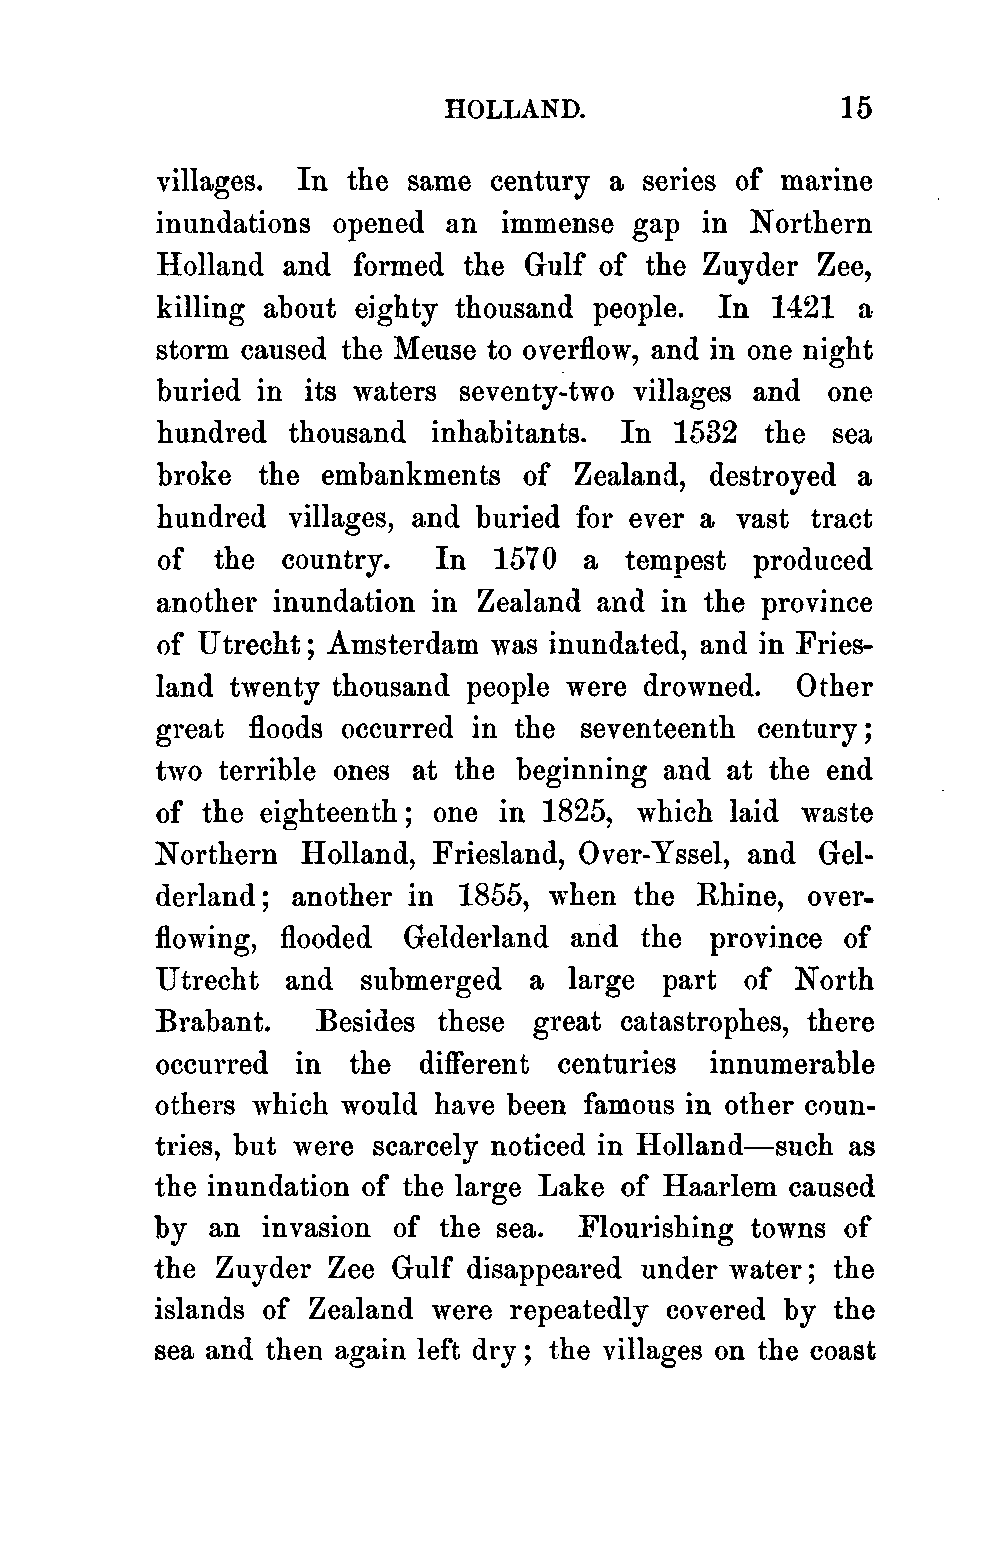 HOLLAND. 15
villages. In the same century a series of marine
inundations opened an immense gap in Northern
Holland and formed the Gulf of the Zuyder Zee,
killing about eighty thousand people. In 1421 a
storm caused the Meuse to overflow, and in one night
buried in its waters seventy-two villages and one
hundred thousand inhabitants. In 1532 the sea
broke the embankments of Zealand, destroyed a
hundred villages, and buried for ever a vast tract
of the country. In 1570 a tempest produced
another inundation in Zealand and in the province
of Utrecht; Amsterdam was inundated, and in Fries-
land twenty thousand people were drowned. Other
great floods occurred in the seventeenth century;
two terrible ones at the beginning and at the end
of the eighteenth; one in 1825, which laid waste
Northern Holland, Friesland, Over-Yssel, and Gel-
derland; another in 1855, when the Rhine, over-
flowing, flooded Gelderland and the province of
Utrecht and submerged a large part of North
Brabant. Besides these great catastrophes, there
occurred in the different centuries innumerable
others which would have been famous in other coun-
tries, but were scarcely noticed in Holland—such as
the inundation of the large Lake of Haarlem caused
by an invasion of the sea. Flourishing towns of
the Zuyder Zee Gulf disappeared under water; the
islands of Zealand were repeatedly covered by the
sea and then again left dry; the villages on the coast